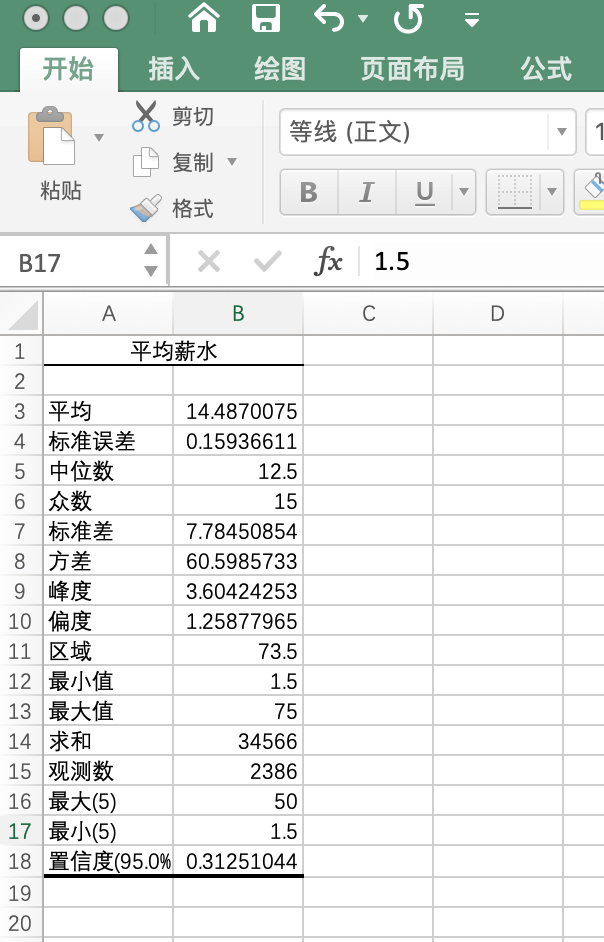 开始 插入 绘图 页面布局 公式
剪切
复制
粘贴
格式
等线 (正文)
B I U
B17 fx 1.5
A B C D
1 平均薪水
2
3 平均 14.4870075
4 标准误差 0.15936611
5 中位数 12.5
6 众数 15
7 标准差 7.78450854
8 方差 60.5985733
9 峰度 3.60424253
10 偏度 1.25877965
11 区域 73.5
12 最小值 1.5
13 最大值 75
14 求和 34566
15 观测数 2386
16 最大(5) 50
17 最小(5) 1.5
18 置信度(95.0% 0.31251044
19
20